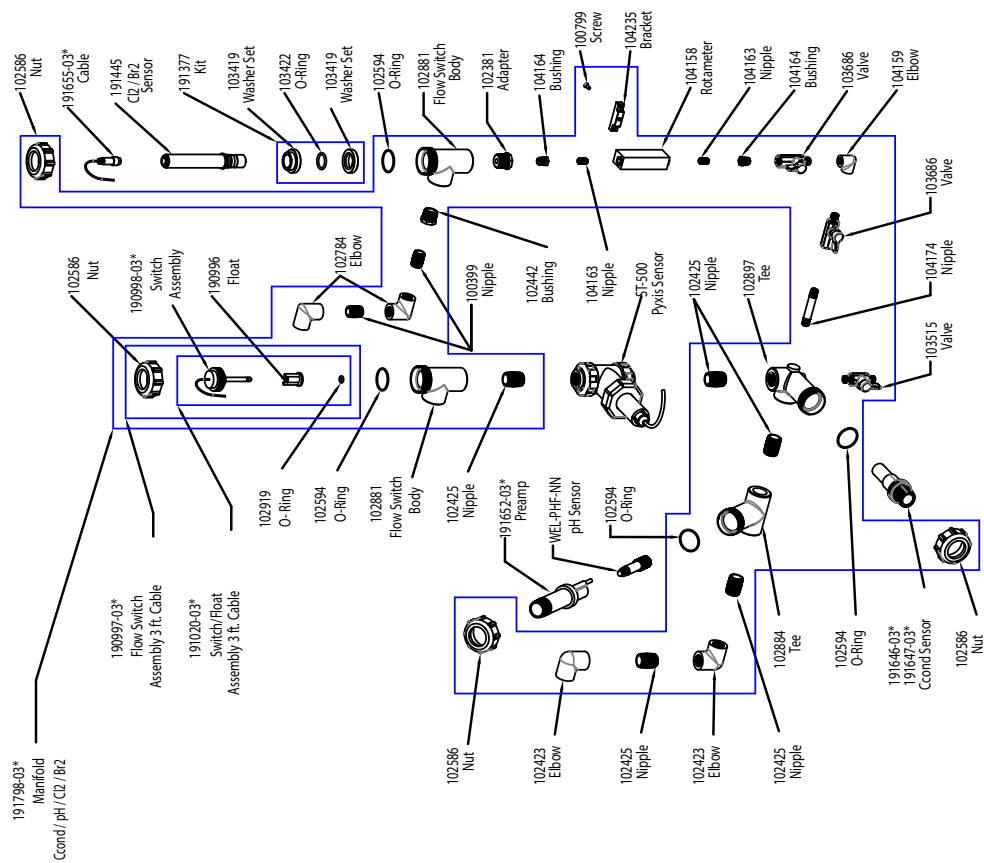 102586
Nut
191655-03*
Cable
191445
Cl2 / Br2
Sensor
191377
Kit
103419
Washer Set
103422
O-Ring
103419
Washer Set
102594
O-Ring
102881
Flow Switch
Body
102381
Adapter
104164
Bushing
100799
Screw
104235
Bracket
104158
Rotameter
104163
Nipple
104164
Bushing
103686
Valve
104159
Elbow
102586
Nut
190998-03*
Switch
Assembly
190996
Float
102784
Elbow
100399
Nipple
102442
Bushing
104163
Nipple
ST-500
Pyxis Sensor
102425
Nipple
102897
Tee
103686
Valve
104174
Nipple
103515
Valve
102919
O-Ring
102594
O-Ring
102881
Flow Switch
Body
102425
Nipple
191652-03*
Preamp
WEL-PHF-NN
pH Sensor
102594
O-Ring
190997-03*
Flow Switch
Assembly 3 ft. Cable
191020-03*
Switch/Float
Assembly 3 ft. Cable
102586
Nut
102423
Elbow
102425
Nipple
102423
Elbow
102425
Nipple
102884
Tee
102594
O-Ring
191646-03*
191647-03*
Ccond Sensor
102586
Nut
191798-03*
Manifold
Ccond / pH / Cl2 / Br2